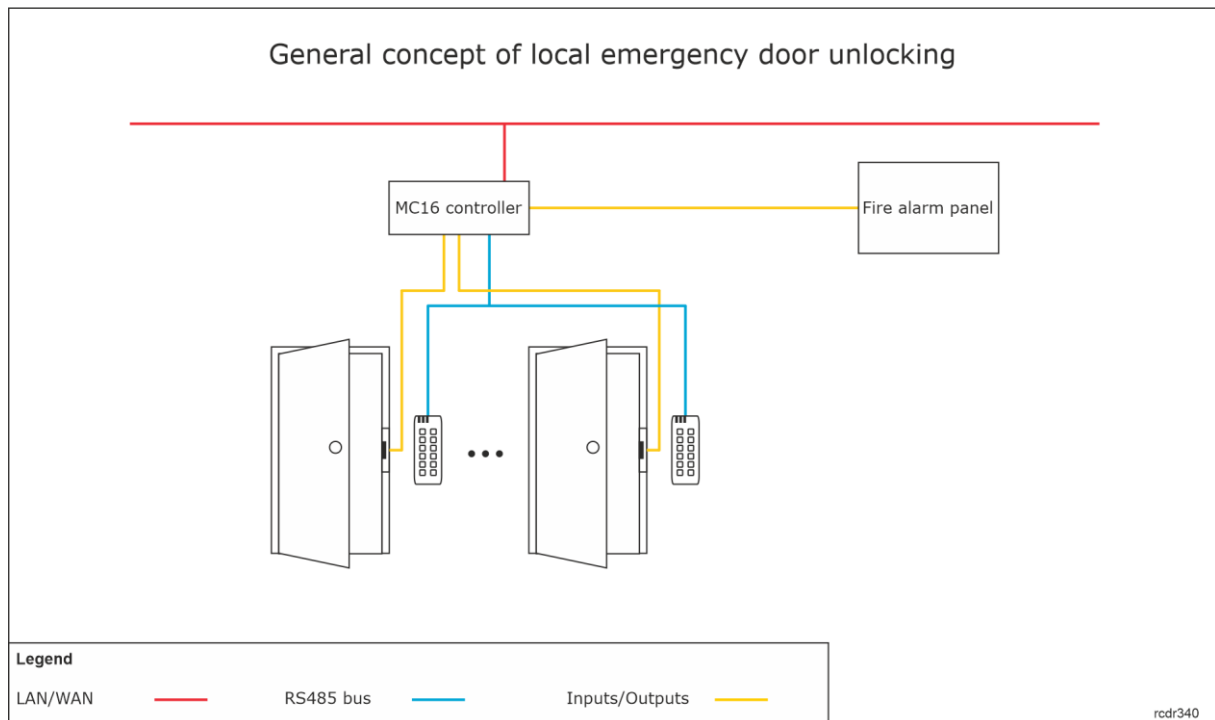 General concept of local emergency door unlocking
MC16 controller
Fire alarm panel
Legend
LAN/WAN
RS485 bus
Inputs/Outputs
rcdr340